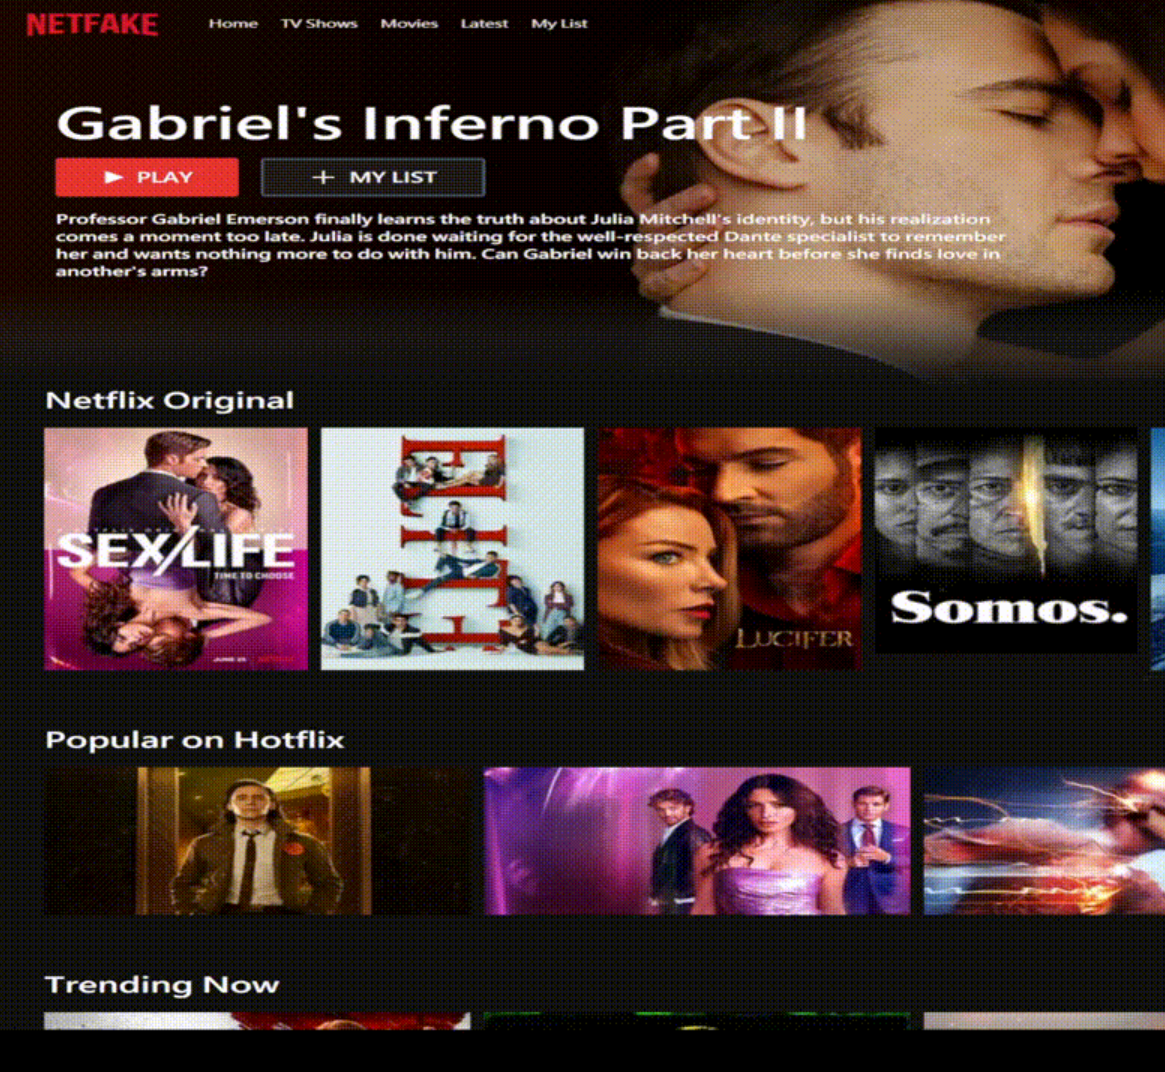 NETFAKE
Home TV Shows Movies Latest My List
Gabriel's Inferno Part II
PLAY
MY LIST
Professor Gabriel Emerson finally learns the truth about Julia Mitchell's identity, but his realization
comes a moment too late. Julia is done waiting for the well-respected Dante specialist to remember
her and wants nothing more to do with him. Can Gabriel win back her heart before she finds love in
another's arms?
Netflix Original
SEX/LIFE
TIME TO CHOOSE
ELITE
LUCIFER
Somos.
Popular on Hotflix
Trending Now